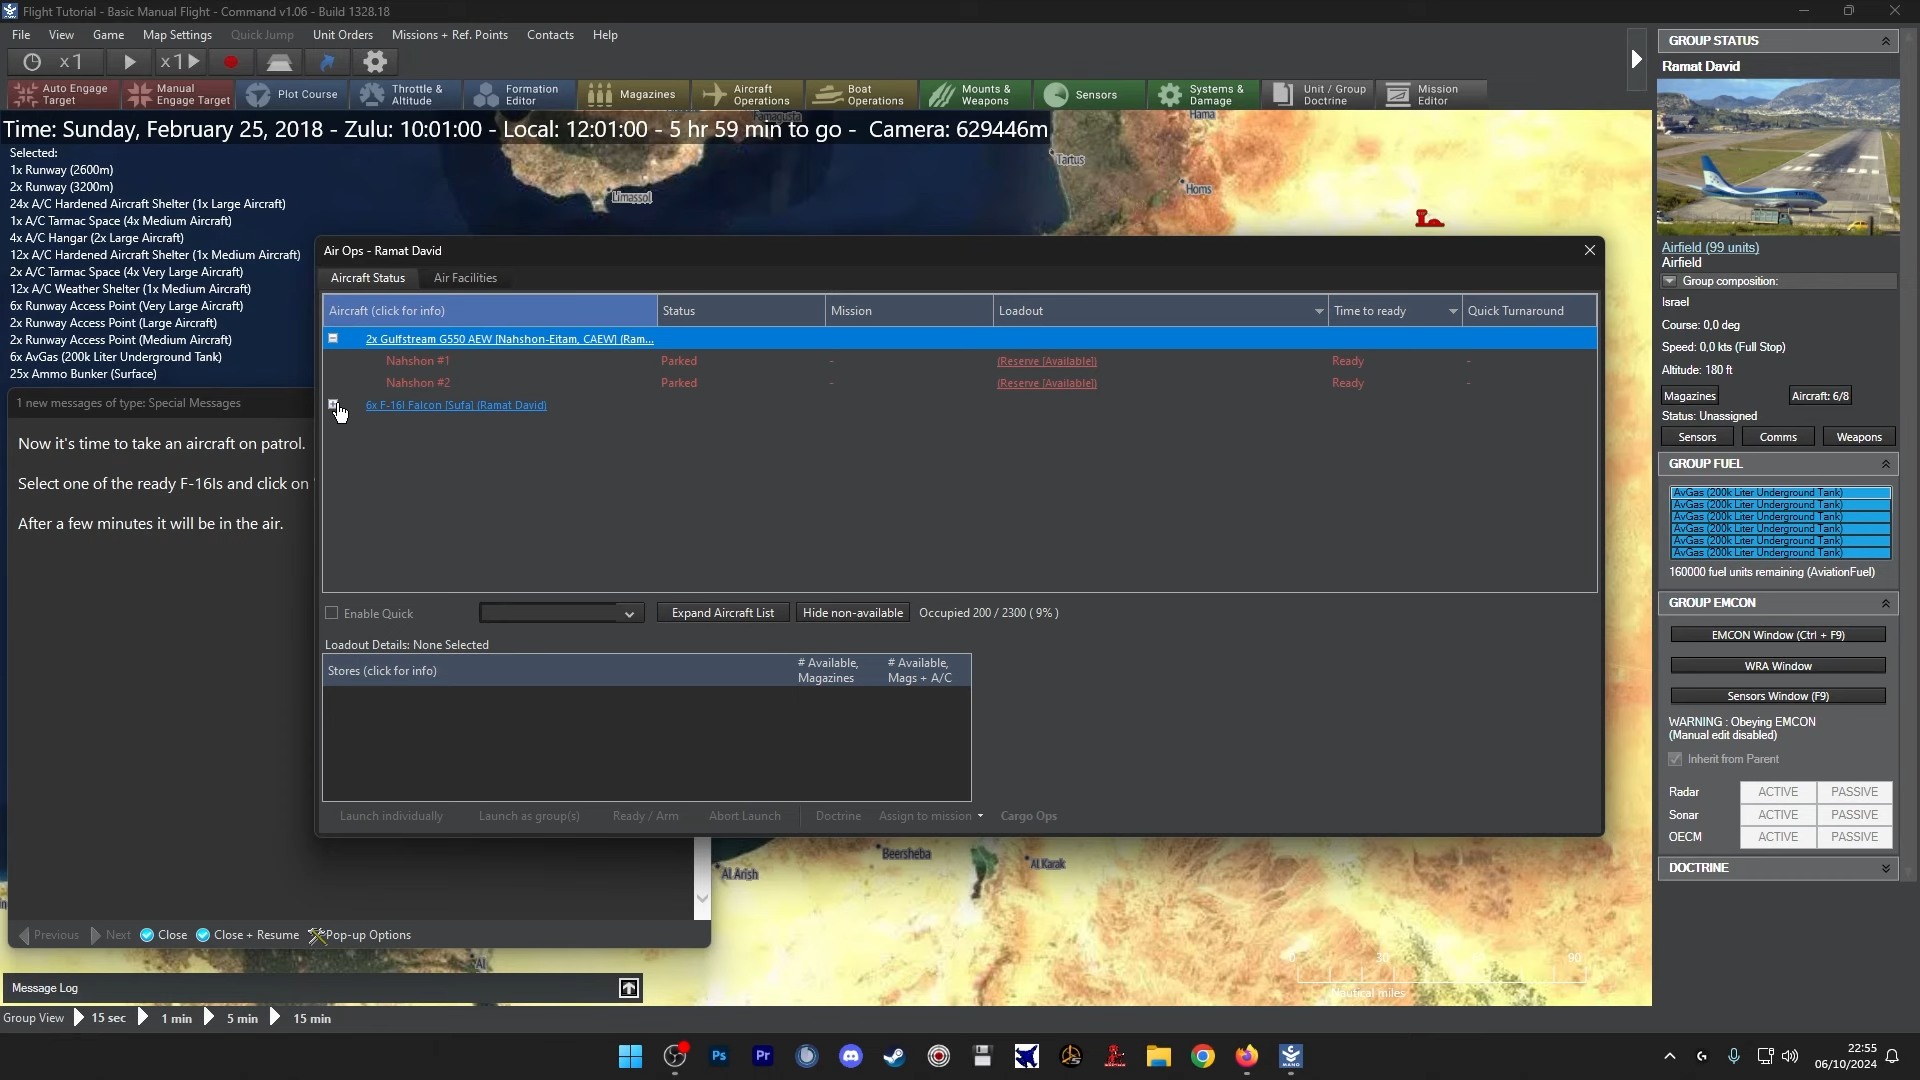 Flight Tutorial - Basic Manual Flight - Command v1.06 - Build 1328.18
File View Game Map Settings Quick Jump Unit Orders Missions + Ref. Points Contacts Help
x1 x1
Auto Engage Target Manual Engage Target Plot Course Throttle & Altitude Formation Editor Magazines Aircraft Operations Boat Operations Mounts & Weapons Sensors Systems & Damage Unit / Group Doctrine Mission Editor
Famagusta
Hama
Time: Sunday, February 25, 2018 - Zulu: 10:01:00 - Local: 12:01:00 - 5 hr 59 min to go - Camera: 629446m
Selected:
1x Runway (2600m)
2x Runway (3200m)
24x A/C Hardened Aircraft Shelter (1x Large Aircraft)
1x A/C Tarmac Space (4x Medium Aircraft)
4x A/C Hangar (2x Large Aircraft)
12x A/C Hardened Aircraft Shelter (1x Medium Aircraft)
2x A/C Tarmac Space (4x Very Large Aircraft)
12x A/C Weather Shelter (1x Medium Aircraft)
6x Runway Access Point (Very Large Aircraft)
2x Runway Access Point (Large Aircraft)
2x Runway Access Point (Medium Aircraft)
6x AvGas (200k Liter Underground Tank)
25x Ammo Bunker (Surface)
Tartus
Homs
Limassol
1 new messages of type: Special Messages
Now it's time to take an aircraft on patrol.
Select one of the ready F-16Is and click on
After a few minutes it will be in the air.
Previous Next Close Close + Resume Pop-up Options
Air Ops - Ramat David
Aircraft Status Air Facilities
Aircraft (click for info) Status Mission Loadout Time to ready Quick Turnaround
2x Gulfstream G550 AEW [Nahshon-Eitam, CAEW] (Ram...
Nahshon #1 Parked - (Reserve [Available]) Ready -
Nahshon #2 Parked - (Reserve [Available]) Ready -
6x F-16I Falcon [Sufa] (Ramat David)
Enable Quick Expand Aircraft List Hide non-available Occupied 200 / 2300 ( 9% )
Loadout Details: None Selected
Stores (click for info) # Available, Magazines # Available, Mags + A/C
Launch individually Launch as group(s) Ready / Arm Abort Launch Doctrine Assign to mission Cargo Ops
Beersheba
Al Karak
Al Arish
Al
0 30 90
Nautical miles
Message Log
Group View 15 sec 1 min 5 min 15 min
GROUP STATUS
Ramat David
Airfield (99 units)
Airfield
Group composition:
Israel
Course: 0,0 deg
Speed: 0,0 kts (Full Stop)
Altitude: 180 ft
Magazines Aircraft: 6/8
Status: Unassigned
Sensors Comms Weapons
GROUP FUEL
AvGas (200k Liter Underground Tank)
AvGas (200k Liter Underground Tank)
AvGas (200k Liter Underground Tank)
AvGas (200k Liter Underground Tank)
AvGas (200k Liter Underground Tank)
AvGas (200k Liter Underground Tank)
160000 fuel units remaining (AviationFuel)
GROUP EMCON
EMCON Window (Ctrl + F9)
WRA Window
Sensors Window (F9)
WARNING : Obeying EMCON
(Manual edit disabled)
Inherit from Parent
Radar ACTIVE PASSIVE
Sonar ACTIVE PASSIVE
OECM ACTIVE PASSIVE
DOCTRINE
Ps Pr
22:55
06/10/2024